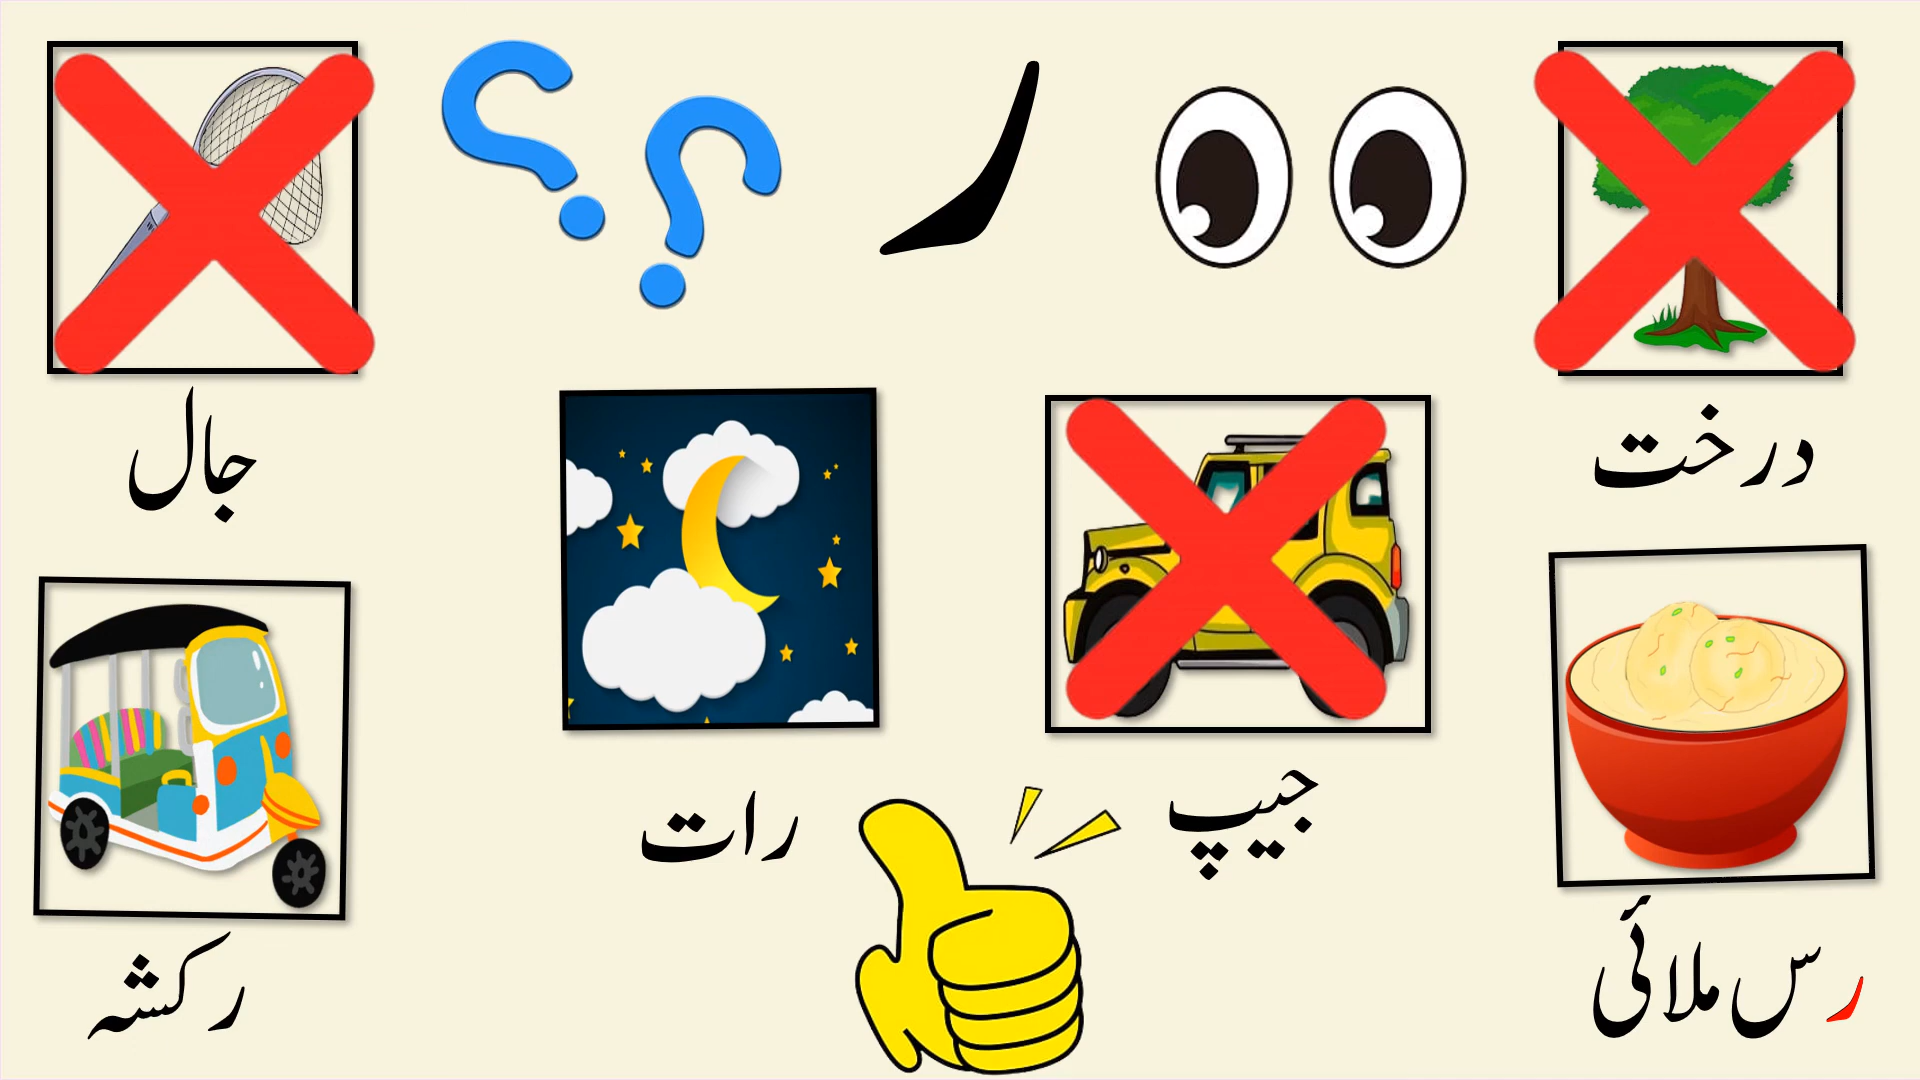 ر
درخت
جال
جیپ
رات
رس ملائی
رکشہ